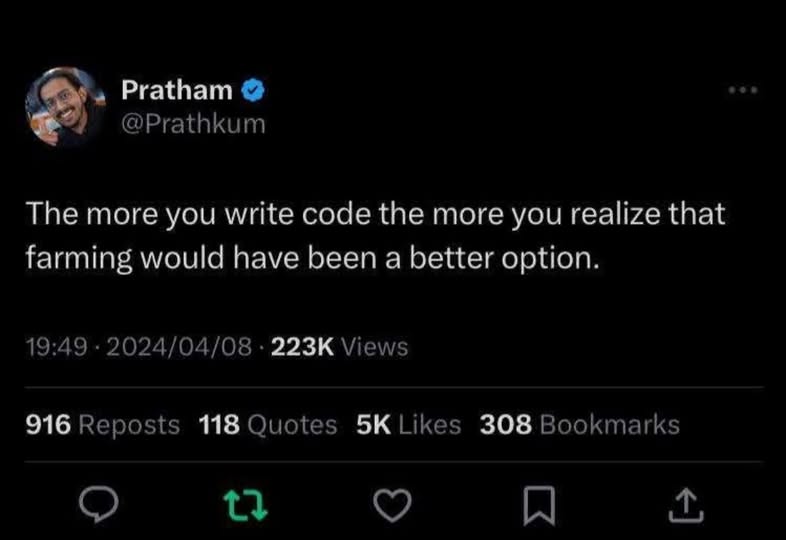 Pratham
@Prathkum
The more you write code the more you realize that
farming would have been a better option.
19:49 · 2024/04/08 · 223K Views
916 Reposts 118 Quotes 5K Likes 308 Bookmarks